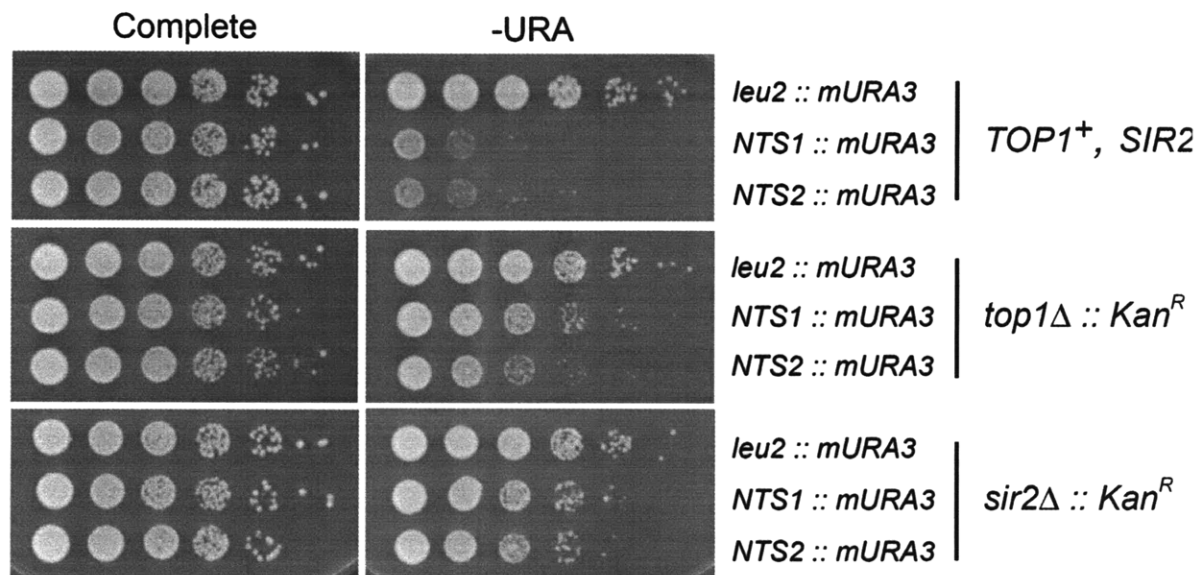 Complete
-URA
leu2 :: mURA3
NTS1 :: mURA3
NTS2 :: mURA3
TOP1⁺, SIR2
leu2 :: mURA3
NTS1 :: mURA3
NTS2 :: mURA3
top1Δ :: Kanᴿ
leu2 :: mURA3
NTS1 :: mURA3
NTS2 :: mURA3
sir2Δ :: Kanᴿ